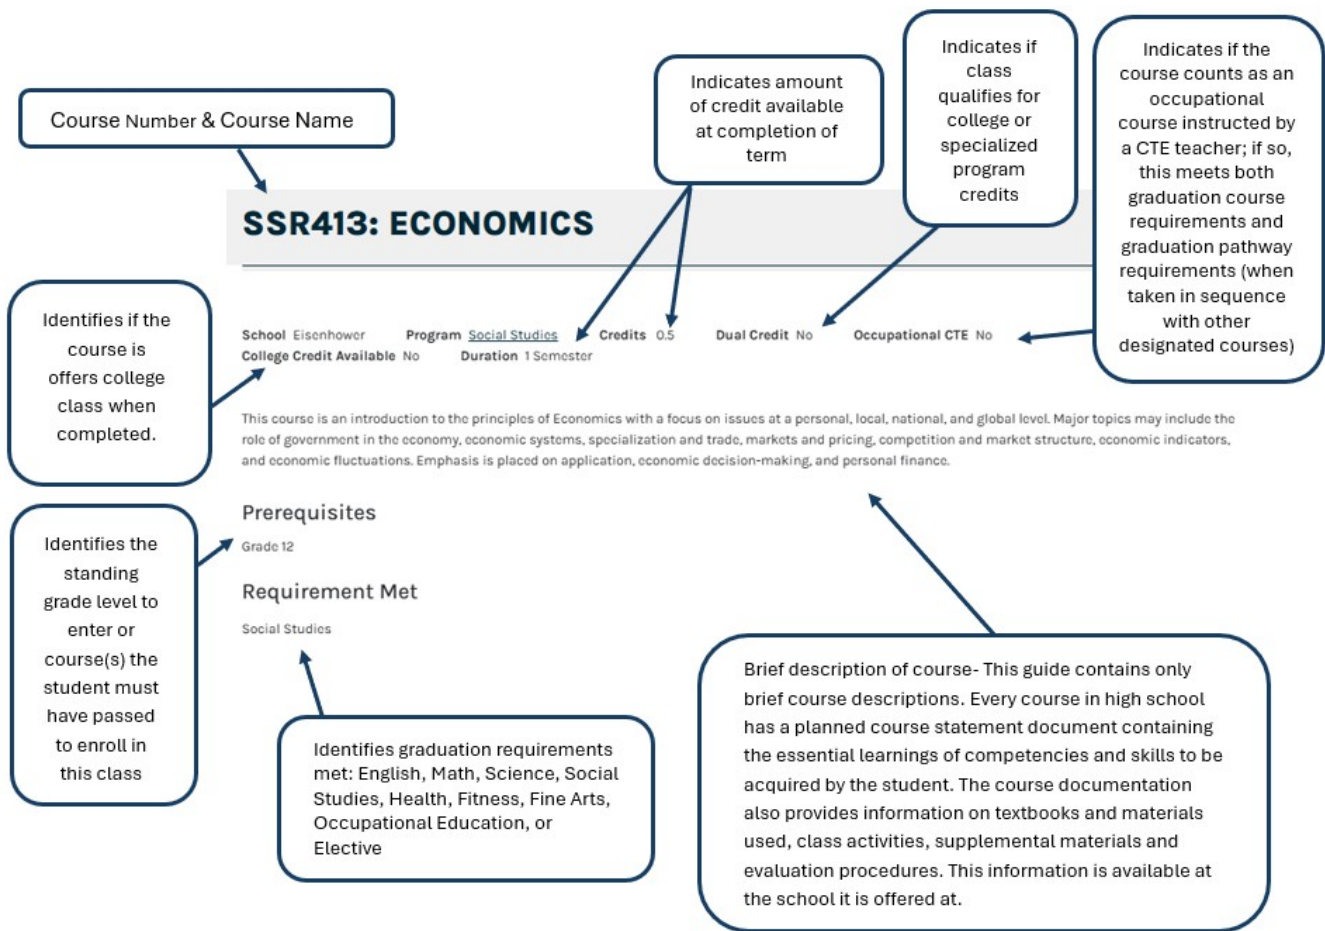 Course Number & Course Name
Indicates amount
of credit available
at completion of
term
Indicates if
class
qualifies for
college or
specialized
program
credits
Indicates if the
course counts as an
occupational
course instructed by
a CTE teacher; if so,
this meets both
graduation course
requirements and
graduation pathway
requirements (when
taken in sequence
with other
designated courses)
SSR413: ECONOMICS
Identifies if the
course is
offers college
class when
completed.
School Eisenhower Program Social Studies Credits 0.5 Dual Credit No Occupational CTE No
College Credit Available No Duration 1 Semester
This course is an introduction to the principles of Economics with a focus on issues at a personal, local, national, and global level. Major topics may include the
role of government in the economy, economic systems, specialization and trade, markets and pricing, competition and market structure, economic indicators,
and economic fluctuations. Emphasis is placed on application, economic decision-making, and personal finance.
Identifies the
standing
grade level to
enter or
course(s) the
student must
have passed
to enroll in
this class
Prerequisites
Grade 12
Requirement Met
Social Studies
Identifies graduation requirements
met: English, Math, Science, Social
Studies, Health, Fitness, Fine Arts,
Occupational Education, or
Elective
Brief description of course- This guide contains only
brief course descriptions. Every course in high school
has a planned course statement document containing
the essential learnings of competencies and skills to be
acquired by the student. The course documentation
also provides information on textbooks and materials
used, class activities, supplemental materials and
evaluation procedures. This information is available at
the school it is offered at.